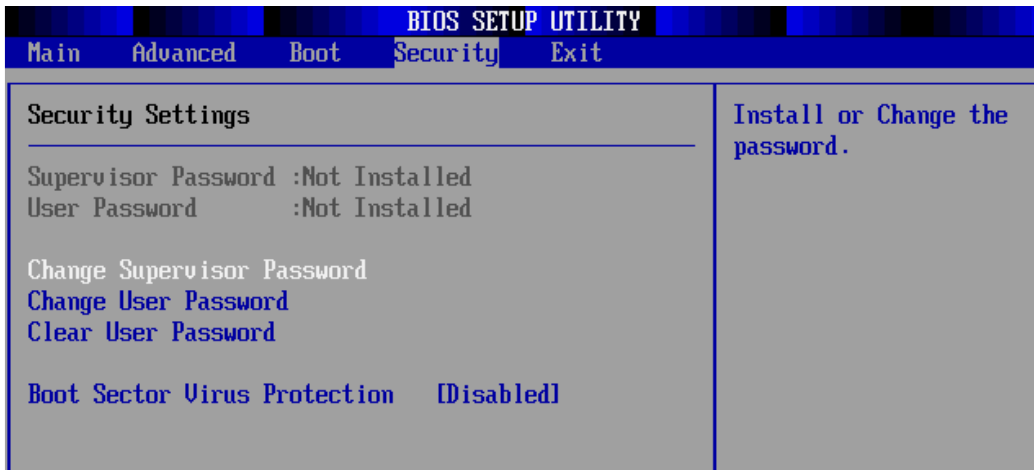 BIOS SETUP UTILITY
Main Advanced Boot Security Exit
Security Settings
Supervisor Password :Not Installed
User Password :Not Installed
Change Supervisor Password
Change User Password
Clear User Password
Boot Sector Virus Protection [Disabled]
Install or Change the
password.